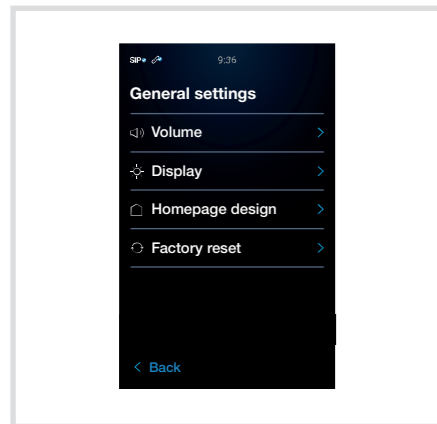 SIP 9:36
General settings
Volume
Display
Homepage design
Factory reset
Back